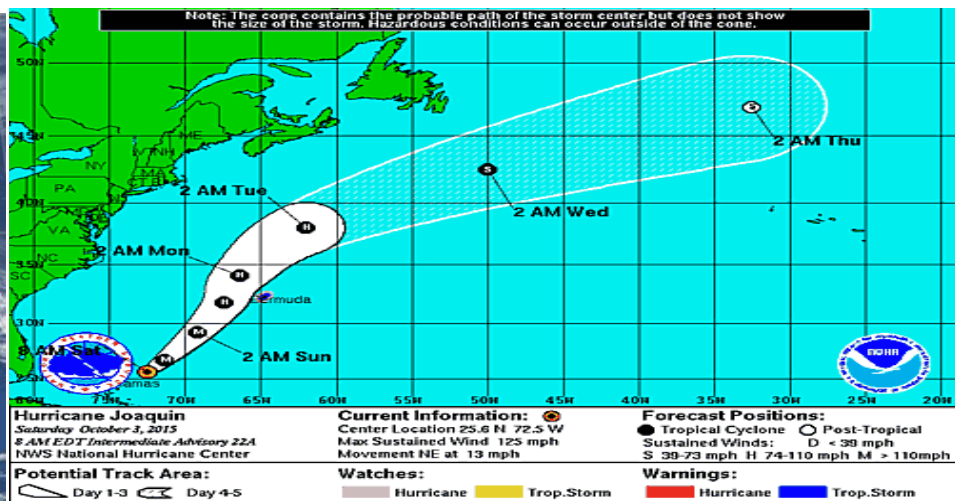 Note: The cone contains the probable path of the storm center but does not show
the size of the storm. Hazardous conditions can occur outside of the cone.
50N
45N
ME
VT NH
NY
MA
2 AM Thu
PA
2 AM Tue
40N
2 AM Wed
VA
35N
NC
2 AM Mon
SC
Bermuda
30N
8 AM Sat
2 AM Sun
NOAA
25N
75W 70W 65W 60W 55W 50W 45W 40W 35W 30W 25W 20W
Hurricane Joaquin
Saturday October 3, 2015
8 AM EDT Intermediate Advisory 22A
NWS National Hurricane Center
Current Information:
Center Location 25.6 N 72.5 W
Max Sustained Wind 125 mph
Movement NE at 13 mph
Forecast Positions:
Tropical Cyclone Post-Tropical
Sustained Winds: D < 39 mph
S 39-73 mph H 74-110 mph M > 110mph
Potential Track Area:
Day 1-3 Day 4-5
Watches:
Hurricane Trop.Storm
Warnings:
Hurricane Trop.Storm